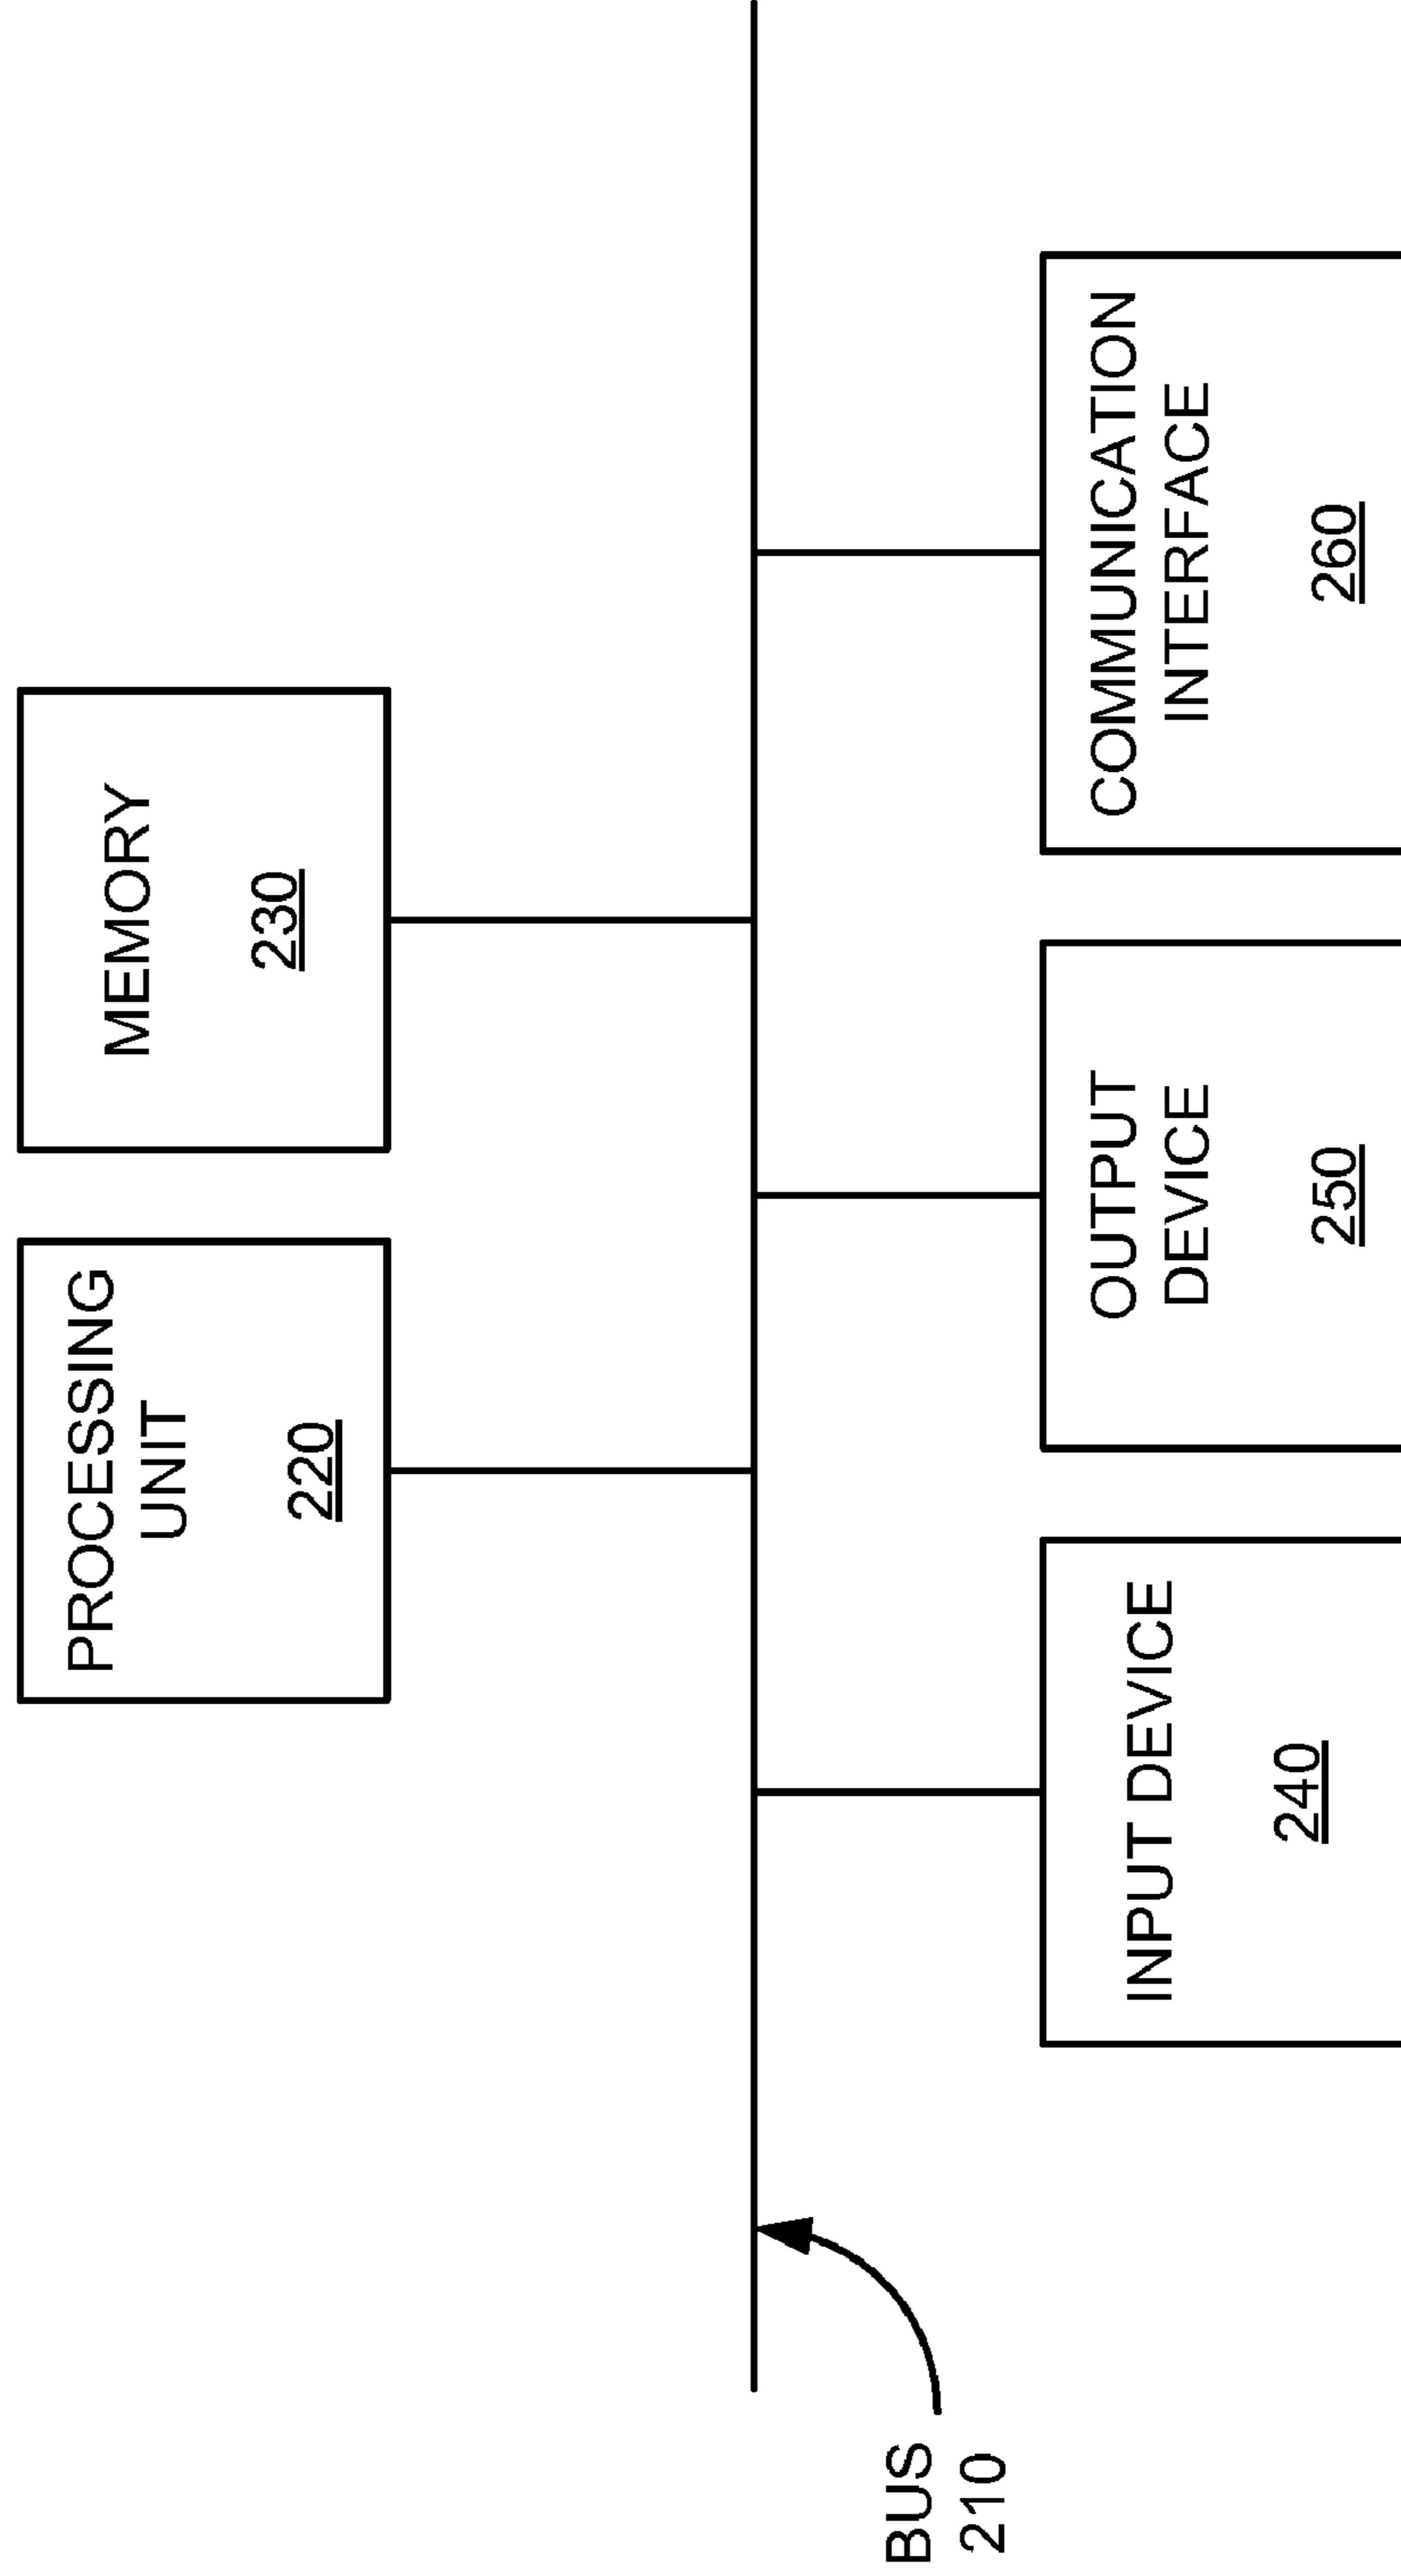 PROCESSING
UNIT
220
MEMORY
230
BUS
210
INPUT DEVICE
240
OUTPUT
DEVICE
250
COMMUNICATION
INTERFACE
260